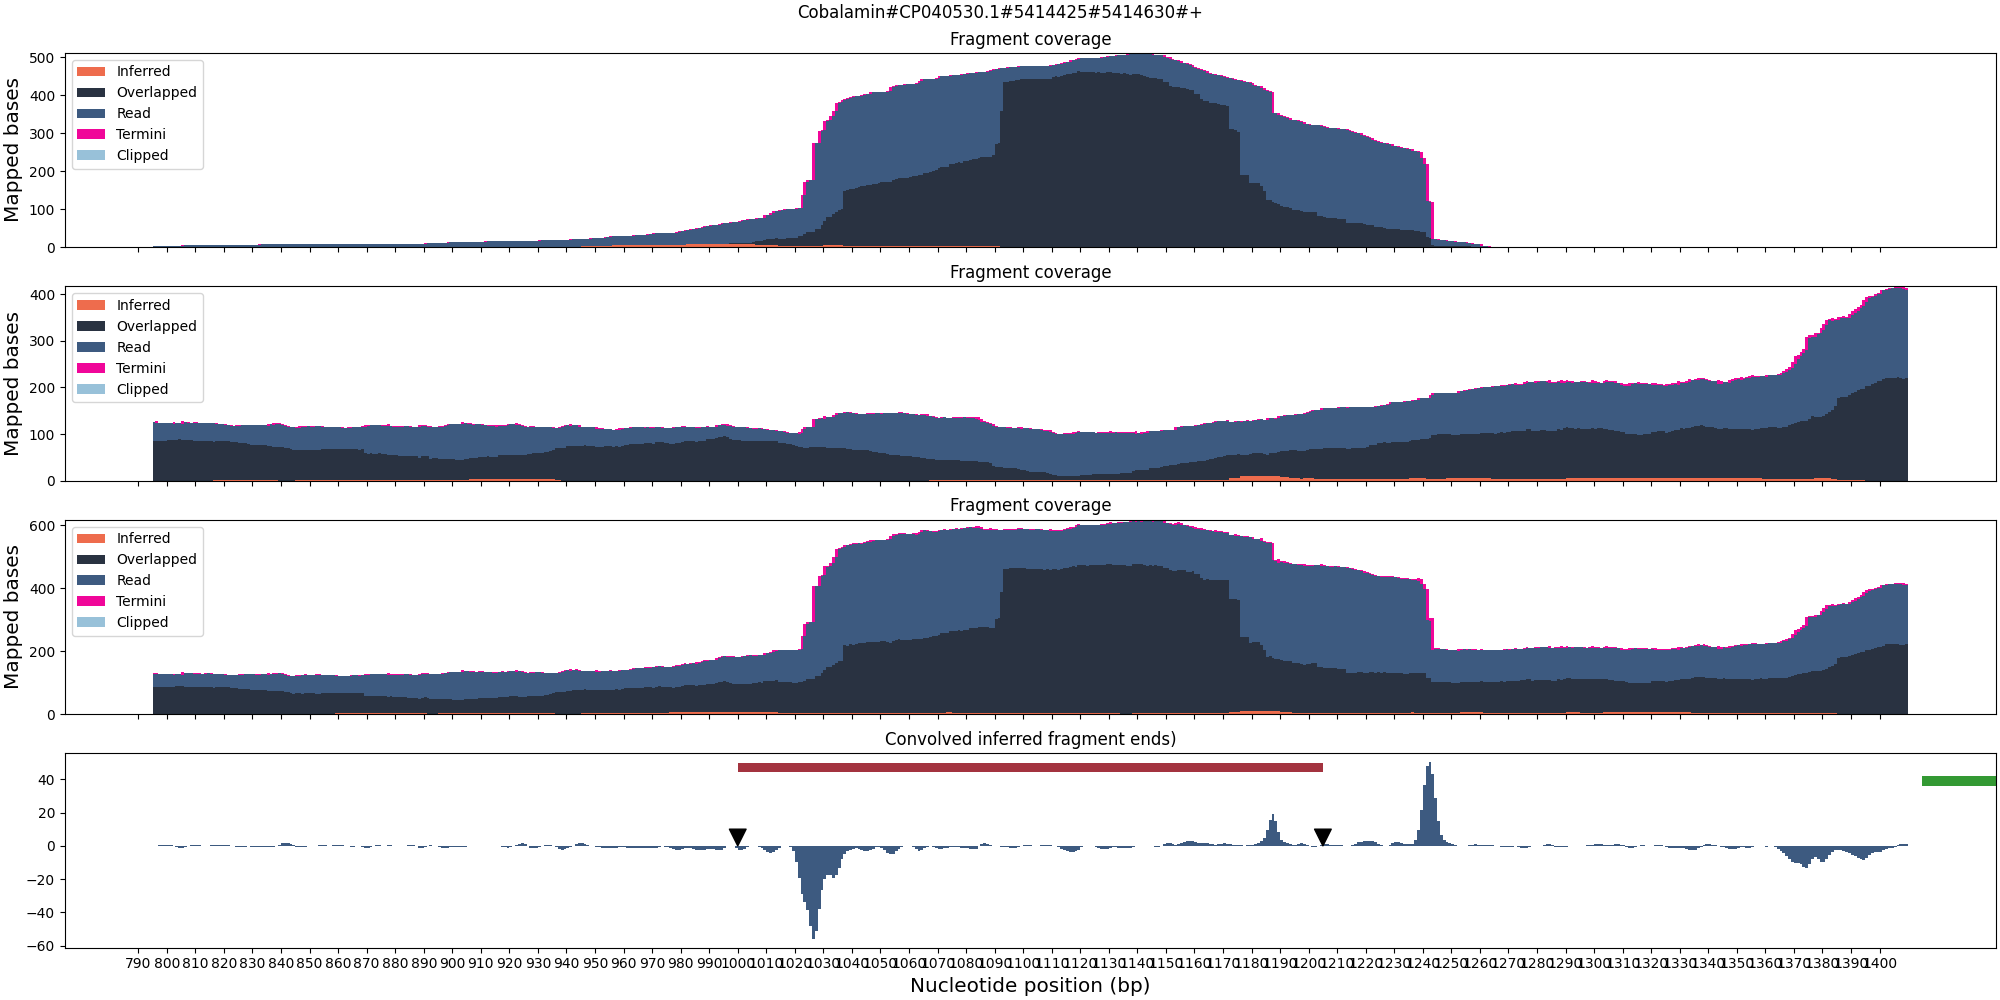 Cobalamin#CP040530.1#5414425#5414630#+
Fragment coverage
Mapped bases
500
400
300
200
100
0
Inferred
Overlapped
Read
Termini
Clipped
Fragment coverage
Mapped bases
400
300
200
100
0
Inferred
Overlapped
Read
Termini
Clipped
Fragment coverage
Mapped bases
600
400
200
0
Inferred
Overlapped
Read
Termini
Clipped
Convolved inferred fragment ends)
40
20
0
−20
−40
−60
790 800 810 820 830 840 850 860 870 880 890 900 910 920 930 940 950 960 970 980 990 1000 1010 1020 1030 1040 1050 1060 1070 1080 1090 1100 1110 1120 1130 1140 1150 1160 1170 1180 1190 1200 1210 1220 1230 1240 1250 1260 1270 1280 1290 1300 1310 1320 1330 1340 1350 1360 1370 1380 1390 1400
Nucleotide position (bp)